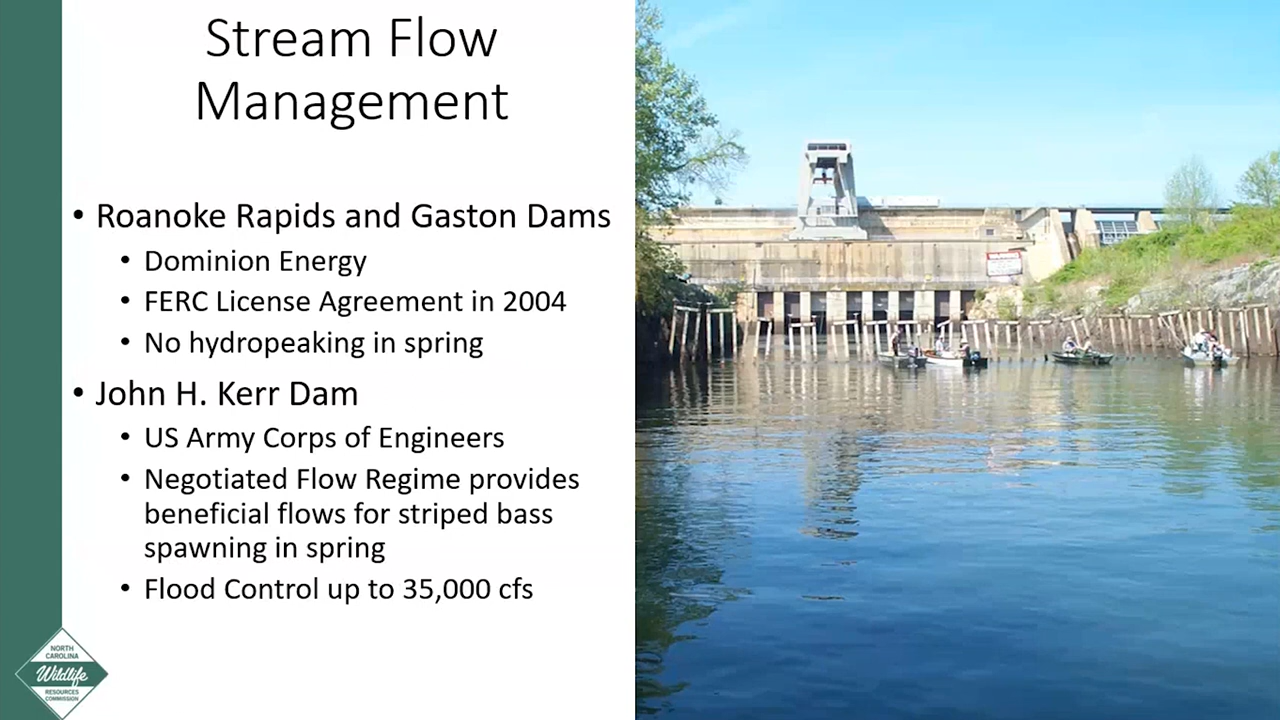 Stream Flow
Management
• Roanoke Rapids and Gaston Dams
• Dominion Energy
• FERC License Agreement in 2004
• No hydropeaking in spring
• John H. Kerr Dam
• US Army Corps of Engineers
• Negotiated Flow Regime provides
beneficial flows for striped bass
spawning in spring
• Flood Control up to 35,000 cfs
NORTH
CAROLINA
Wildlife
RESOURCES
COMMISSION